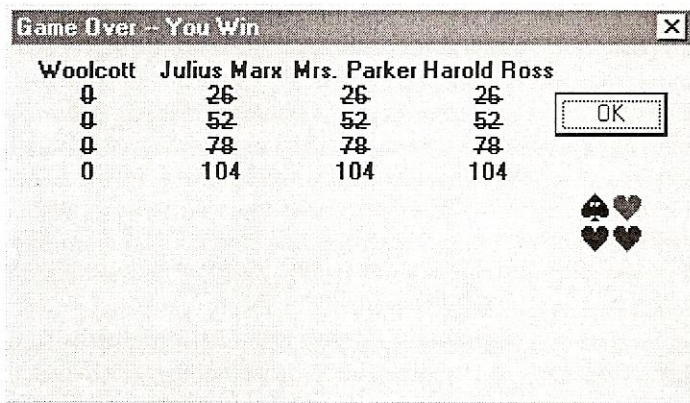 Game Over -- You Win
Woolcott Julius Marx Mrs. Parker Harold Ross
0 26 26 26
0 52 52 52
0 78 78 78
0 104 104 104
OK